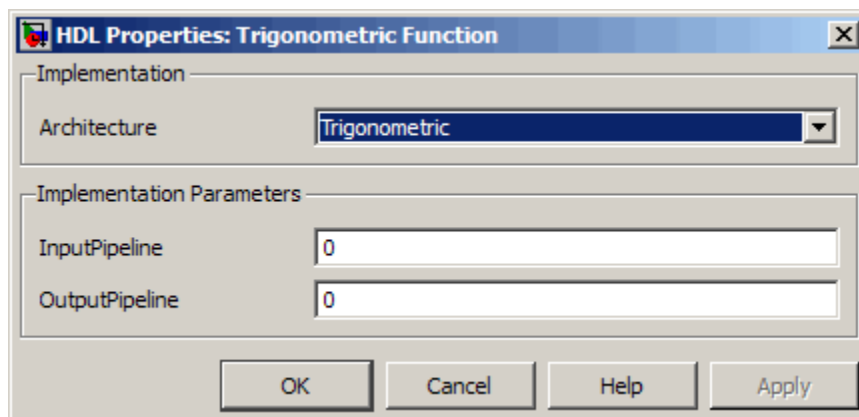 HDL Properties: Trigonometric Function
Implementation
Architecture Trigonometric
Implementation Parameters
InputPipeline 0
OutputPipeline 0
OK Cancel Help Apply